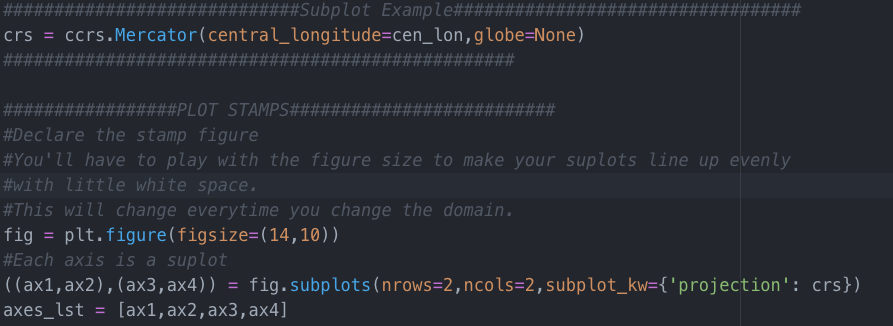 #############################Subplot Example##################################
crs = ccrs.Mercator(central_longitude=cen_lon,globe=None)
##################################################
#################PLOT STAMPS##########################
#Declare the stamp figure
#You'll have to play with the figure size to make your suplots line up evenly
#with little white space.
#This will change everytime you change the domain.
fig = plt.figure(figsize=(14,10))
#Each axis is a suplot
((ax1,ax2),(ax3,ax4)) = fig.subplots(nrows=2,ncols=2,subplot_kw={'projection': crs})
axes_lst = [ax1,ax2,ax3,ax4]